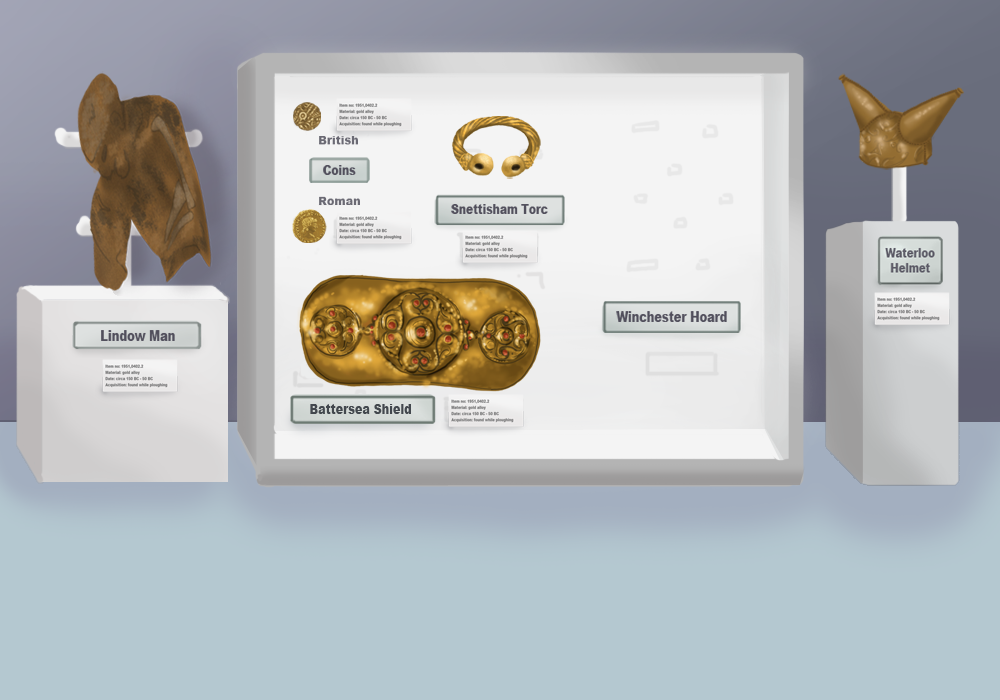 Item no: 1951,0402.2
Material: gold alloy
Date: circa 150 BC - 50 BC
Acquisition: found while ploughing
British
Coins
Roman
Item no: 1951,0402.2
Material: gold alloy
Date: circa 150 BC - 50 BC
Acquisition: found while ploughing
Snettisham Torc
Item no: 1951,0402.2
Material: gold alloy
Date: circa 150 BC - 50 BC
Acquisition: found while ploughing
Waterloo
Helmet
Item no: 1951,0402.2
Material: gold alloy
Date: circa 150 BC - 50 BC
Acquisition: found while ploughing
Winchester Hoard
Lindow Man
Item no: 1951,0402.2
Material: gold alloy
Date: circa 150 BC - 50 BC
Acquisition: found while ploughing
Battersea Shield
Item no: 1951,0402.2
Material: gold alloy
Date: circa 150 BC - 50 BC
Acquisition: found while ploughing